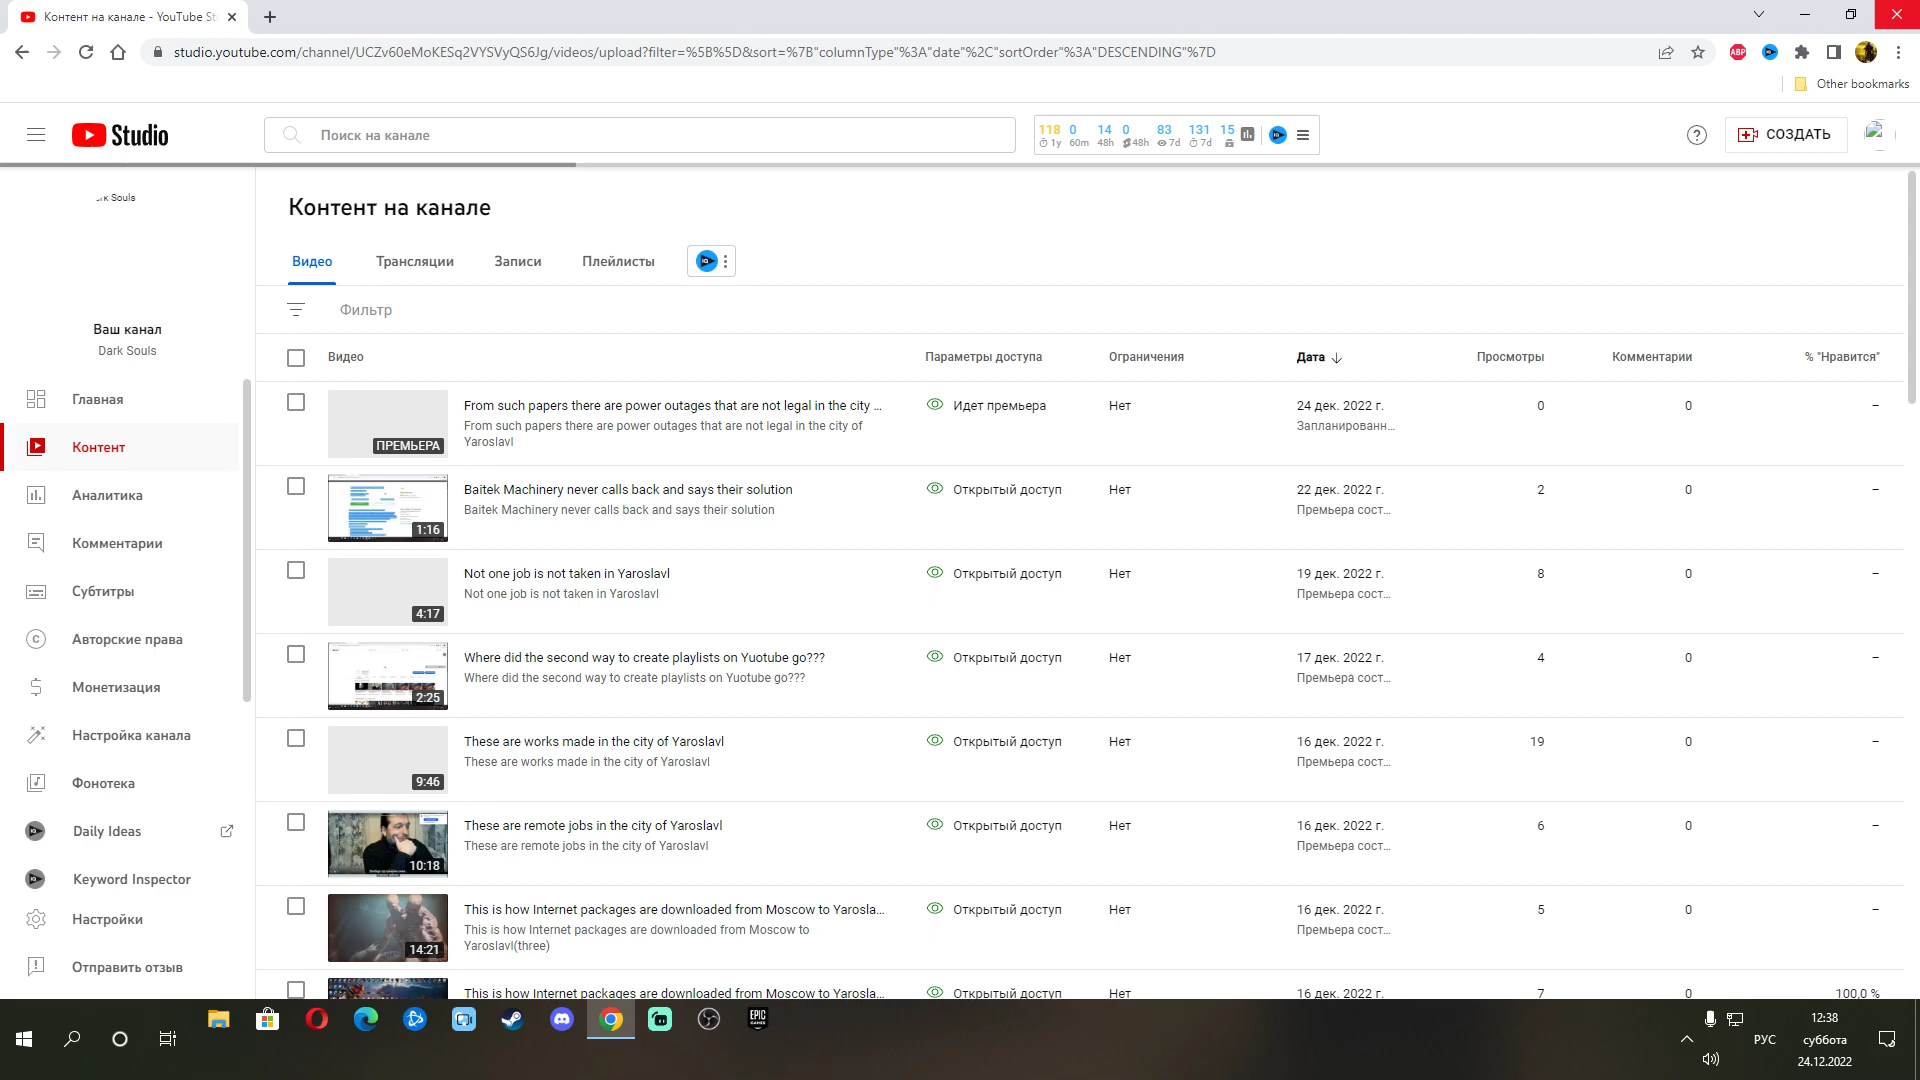 Контент на канале - YouTube St
studio.youtube.com/channel/UCZv60eMoKESq2VYSVyQS6Jg/videos/upload?filter=%5B%5D&sort=%7B"columnType"%3A"date"%2C"sortOrder"%3A"DESCENDING"%7D
ABP
Other bookmarks
Studio
Поиск на канале
118 0 14 0 83 131 15
1y 60m 48h 48h 7d 7d
СОЗДАТЬ
Souls
Ваш канал
Dark Souls
Главная
Контент
Аналитика
Комментарии
Субтитры
Авторские права
Монетизация
Настройка канала
Фонотека
Daily Ideas
Keyword Inspector
Настройки
Отправить отзыв
Контент на канале
Видео Трансляции Записи Плейлисты
Фильтр
Видео Параметры доступа Ограничения Дата Просмотры Комментарии % "Нравится"
ПРЕМЬЕРА
From such papers there are power outages that are not legal in the city ... Идет премьера Нет 24 дек. 2022 г. 0 0 –
From such papers there are power outages that are not legal in the city of Запланированн...
Yaroslavl
1:16
Baitek Machinery never calls back and says their solution Открытый доступ Нет 22 дек. 2022 г. 2 0 –
Baitek Machinery never calls back and says their solution Премьера сост...
4:17
Not one job is not taken in Yaroslavl Открытый доступ Нет 19 дек. 2022 г. 8 0 –
Not one job is not taken in Yaroslavl Премьера сост...
2:25
Where did the second way to create playlists on Yuotube go??? Открытый доступ Нет 17 дек. 2022 г. 4 0 –
Where did the second way to create playlists on Yuotube go??? Премьера сост...
9:46
These are works made in the city of Yaroslavl Открытый доступ Нет 16 дек. 2022 г. 19 0 –
These are works made in the city of Yaroslavl Премьера сост...
10:18
These are remote jobs in the city of Yaroslavl Открытый доступ Нет 16 дек. 2022 г. 6 0 –
These are remote jobs in the city of Yaroslavl Премьера сост...
14:21
This is how Internet packages are downloaded from Moscow to Yarosla... Открытый доступ Нет 16 дек. 2022 г. 5 0 –
This is how Internet packages are downloaded from Moscow to Премьера сост...
Yaroslavl(three)
This is how Internet packages are downloaded from Moscow to Yarosla... Открытый доступ Нет 16 дек. 2022 г. 7 0 100,0 %
EPIC GAMES
РУС
12:38
суббота
24.12.2022